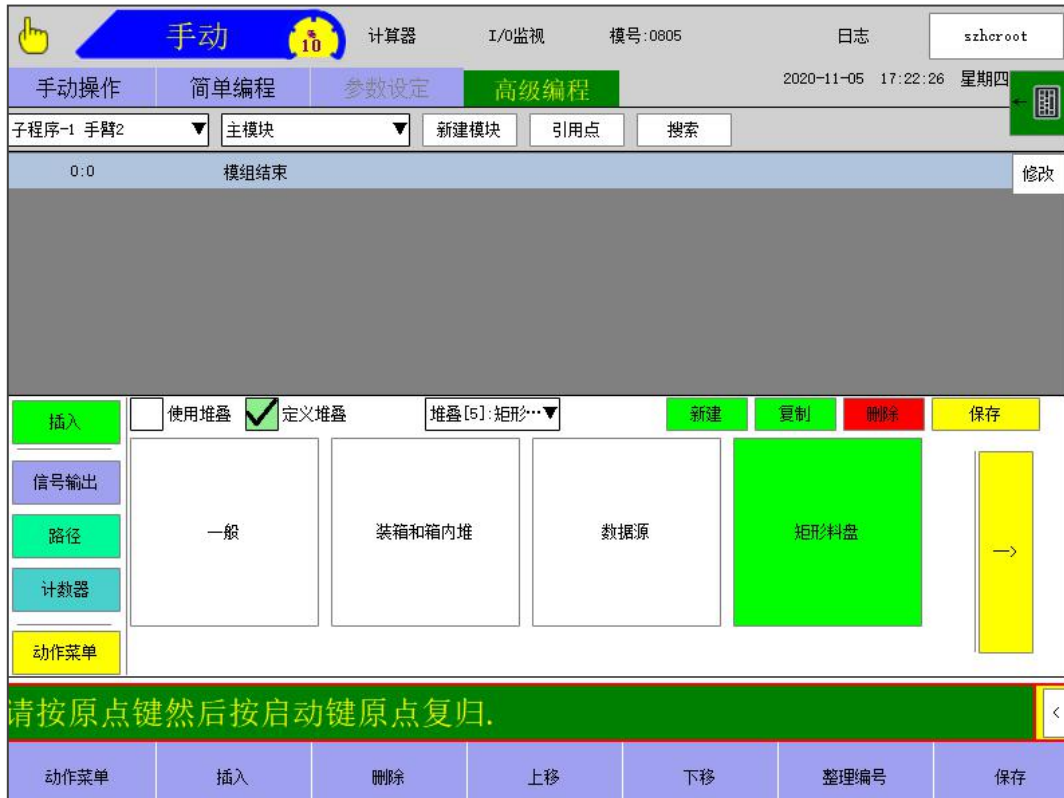 手动 % 10 计算器 I/O监视 模号:0805 日志 szhcroot
手动操作 简单编程 参数设定 高级编程 2020-11-05 17:22:26 星期四
←
子程序-1 手臂2 ▼ 主模块 ▼ 新建模块 引用点 搜索
0:0 模组结束 修改
插入 使用堆叠 定义堆叠 堆叠[5]:矩形…▼ 新建 复制 删除 保存
信号输出
路径 一般 装箱和箱内堆 数据源 矩形料盘 —>
计数器
动作菜单
请按原点键然后按启动键原点复归. <
动作菜单 插入 删除 上移 下移 整理编号 保存